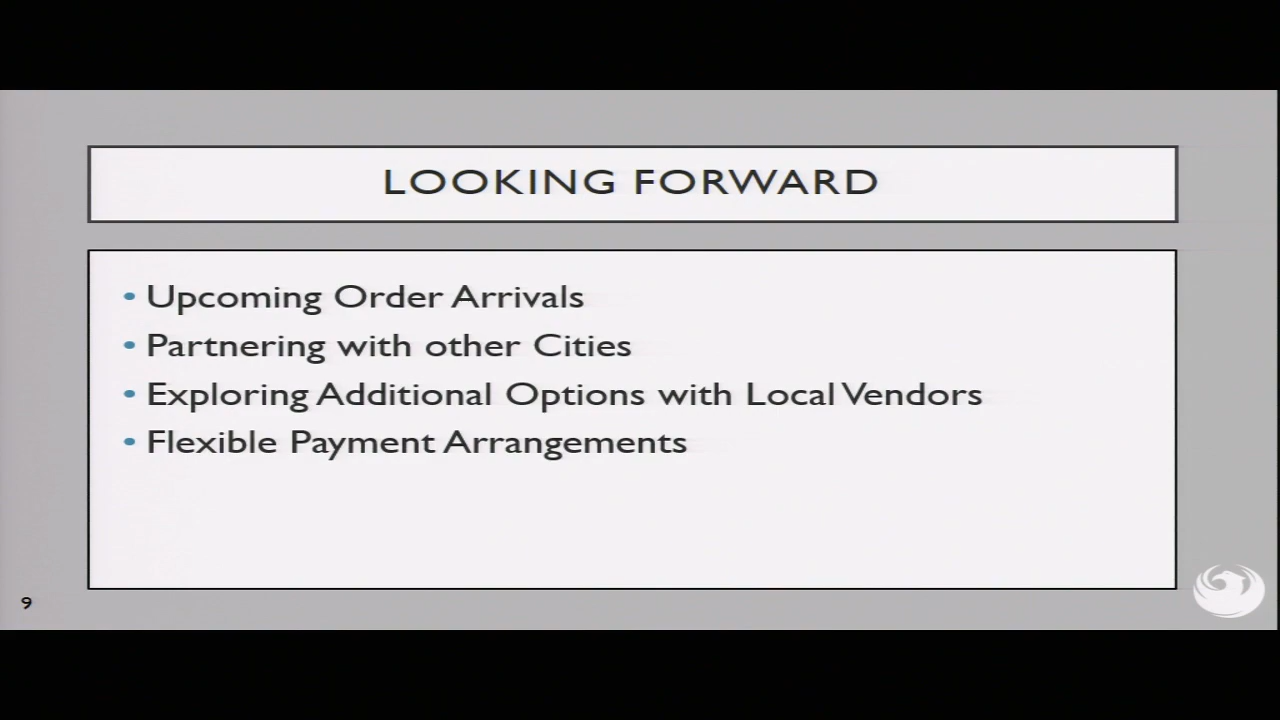 LOOKING FORWARD
• Upcoming Order Arrivals
• Partnering with other Cities
• Exploring Additional Options with Local Vendors
• Flexible Payment Arrangements
9